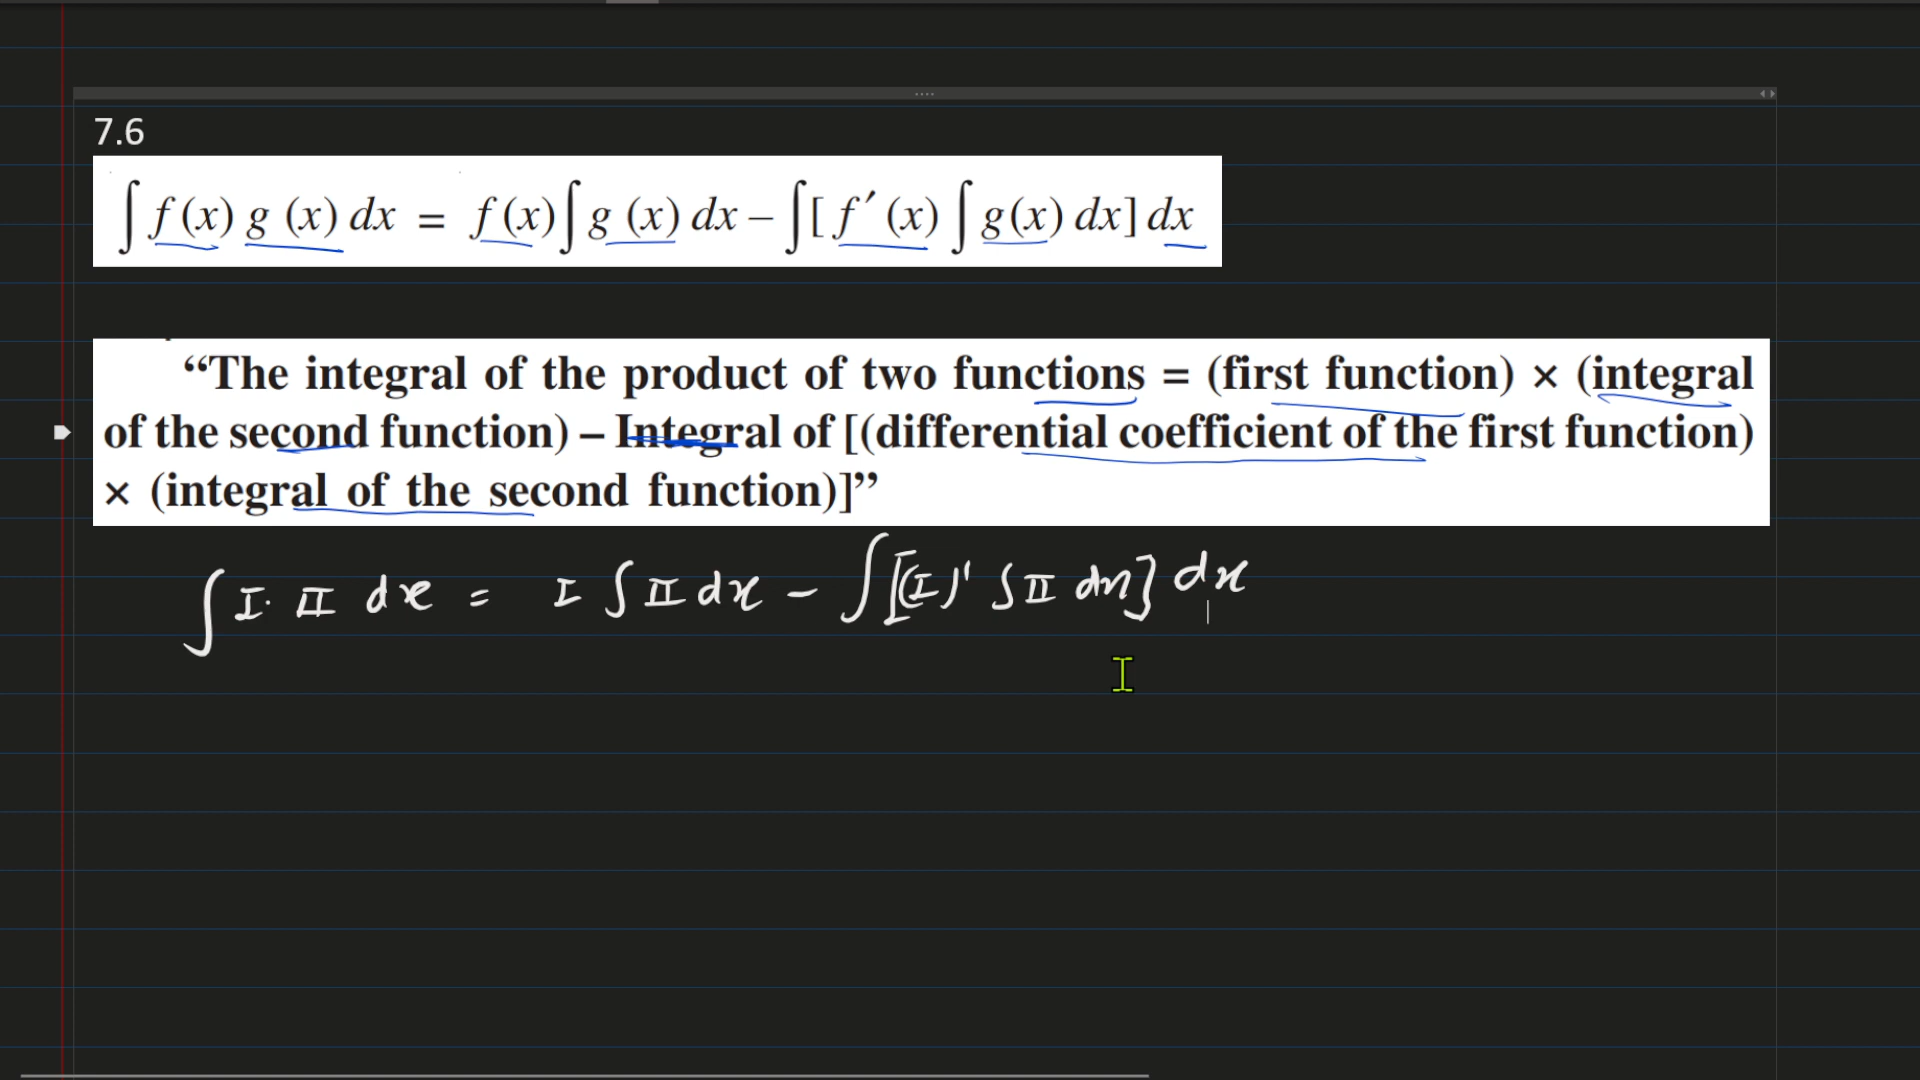 7.6
∫ f (x) g (x) dx = f (x) ∫ g (x) dx – ∫ [ f ′ (x) ∫ g(x) dx] dx
“The integral of the product of two functions = (first function) × (integral
of the second function) – Integral of [(differential coefficient of the first function)
× (integral of the second function)]”
∫ I · II dx = I ∫ II dx – ∫ [(I)' ∫ II dx] dx